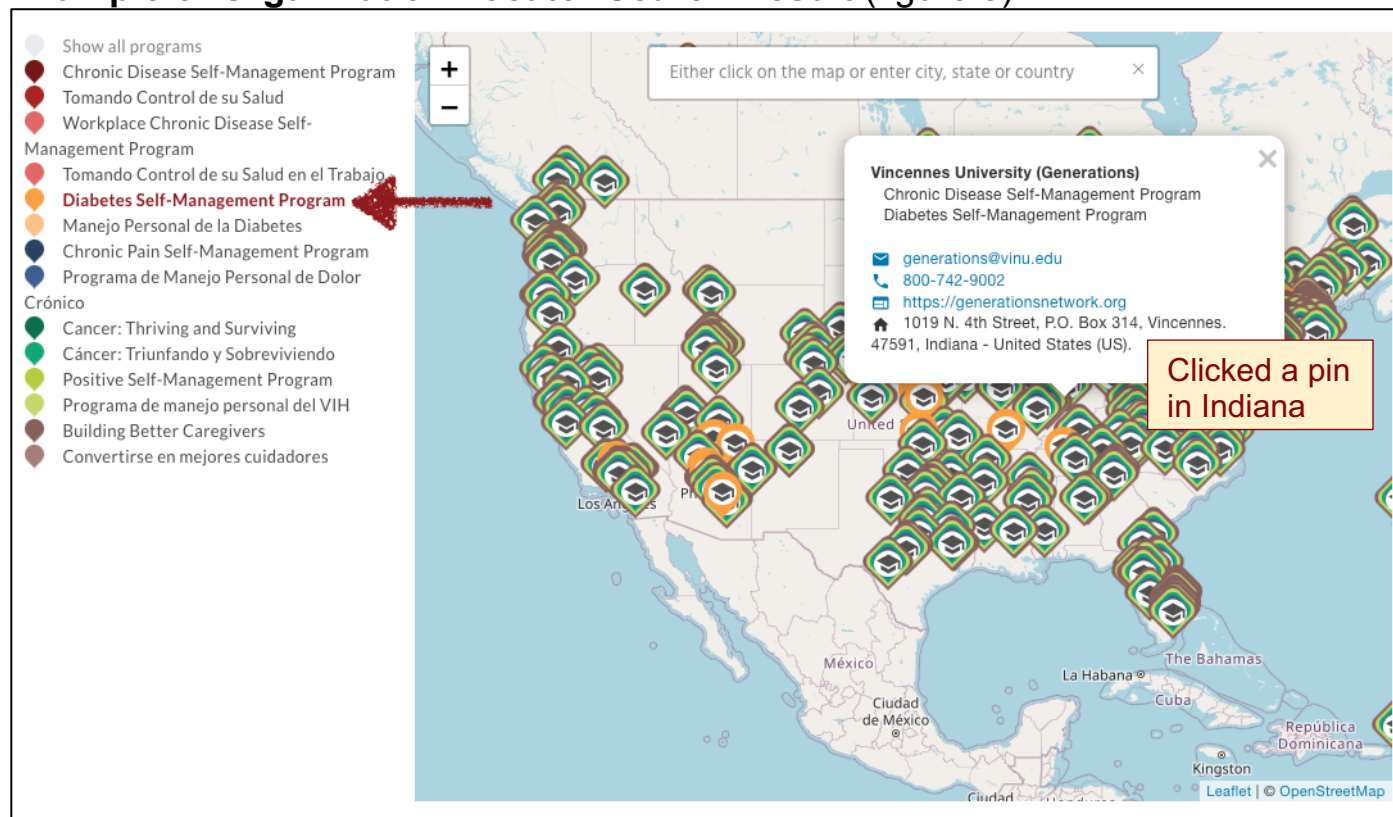 Show all programs
Chronic Disease Self-Management Program
Tomando Control de su Salud
Workplace Chronic Disease Self-
Management Program
Tomando Control de su Salud en el Trabajo
Diabetes Self-Management Program
Manejo Personal de la Diabetes
Chronic Pain Self-Management Program
Programa de Manejo Personal de Dolor
Crónico
Cancer: Thriving and Surviving
Cáncer: Triunfando y Sobreviviendo
Positive Self-Management Program
Programa de manejo personal del VIH
Building Better Caregivers
Convertirse en mejores cuidadores
+
−
Either click on the map or enter city, state or country ×
Vincennes University (Generations) ×
Chronic Disease Self-Management Program
Diabetes Self-Management Program
generations@vinu.edu
800-742-9002
https://generationsnetwork.org
1019 N. 4th Street, P.O. Box 314, Vincennes.
47591, Indiana - United States (US).
Clicked a pin
in Indiana
United
Los
México
Ciudad
de México
La Habana
The Bahamas
Cuba
República
Dominicana
Kingston
Ciudad
Leaflet | © OpenStreetMap